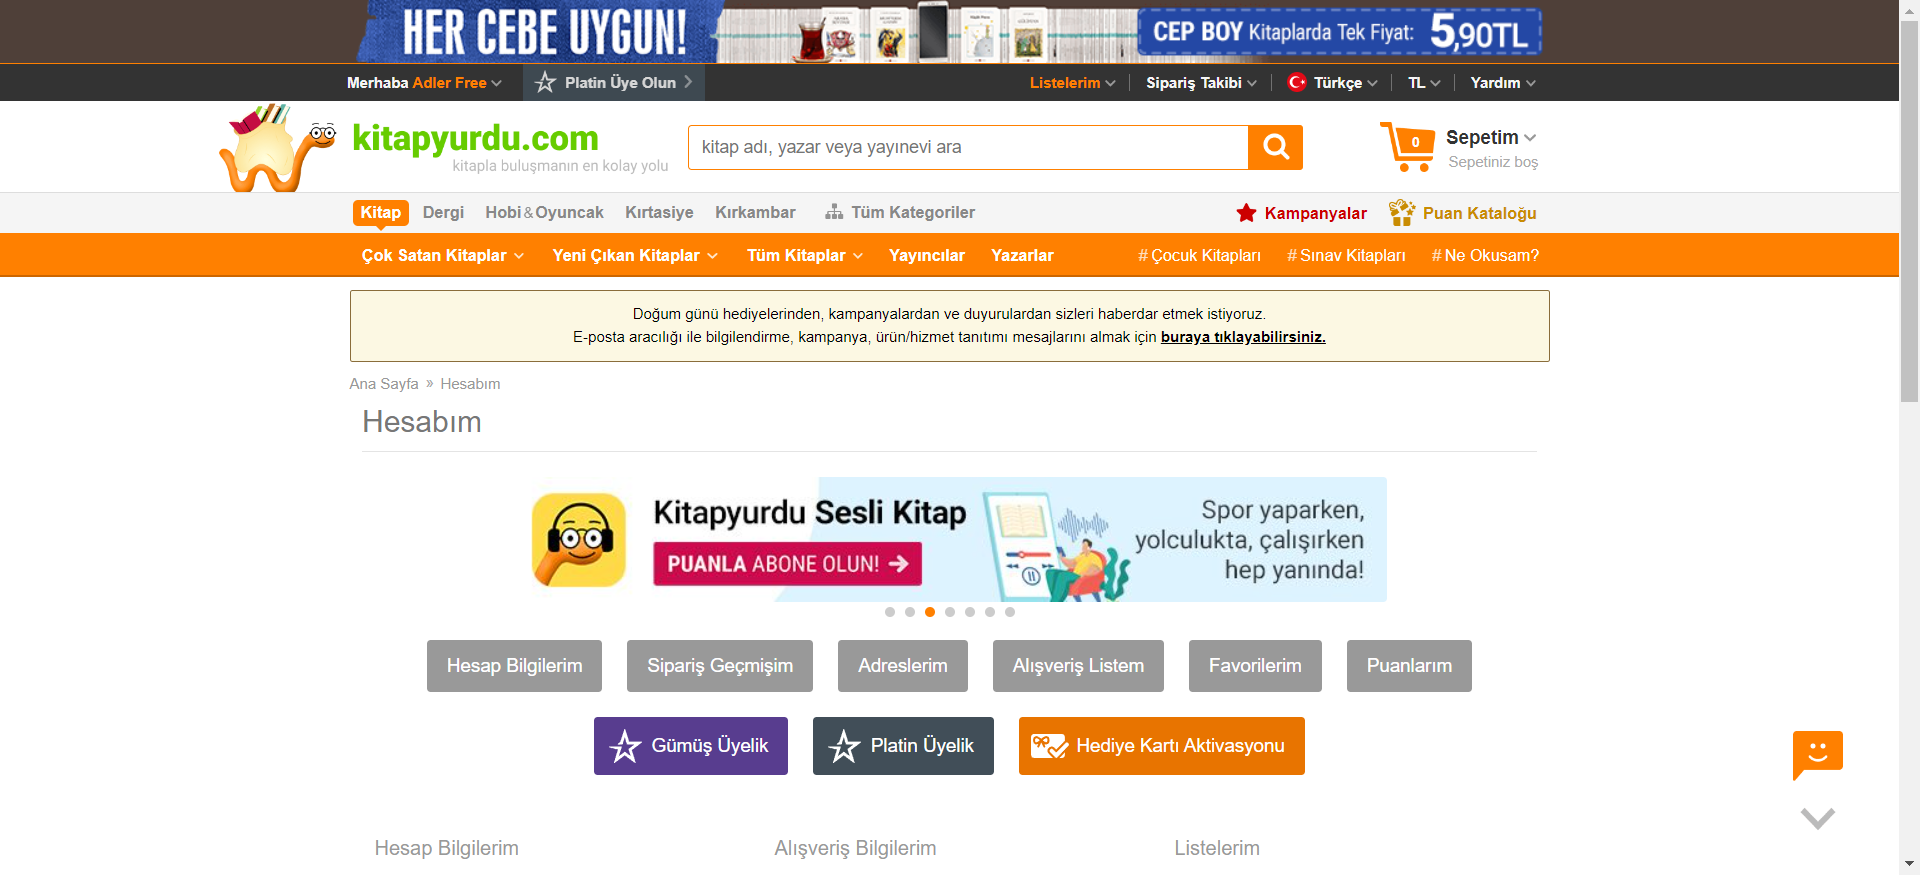 HER CEBE UYGUN!
CEP BOY Kitaplarda Tek Fiyat: 5,90TL
Merhaba Adler Free
Platin Üye Olun
Listelerim
Sipariş Takibi
Türkçe
TL
Yardım
kitapyurdu.com
kitapla buluşmanın en kolay yolu
kitap adı, yazar veya yayınevi ara
0
Sepetim
Sepetiniz boş
Kitap
Dergi
Hobi & Oyuncak
Kırtasiye
Kırkambar
Tüm Kategoriler
Kampanyalar
Puan Kataloğu
Çok Satan Kitaplar
Yeni Çıkan Kitaplar
Tüm Kitaplar
Yayıncılar
Yazarlar
# Çocuk Kitapları
# Sınav Kitapları
# Ne Okusam?
Doğum günü hediyelerinden, kampanyalardan ve duyurulardan sizleri haberdar etmek istiyoruz.
E-posta aracılığı ile bilgilendirme, kampanya, ürün/hizmet tanıtımı mesajlarını almak için buraya tıklayabilirsiniz.
Ana Sayfa » Hesabım
Hesabım
Kitapyurdu Sesli Kitap
PUANLA ABONE OLUN!
Spor yaparken,
yolculukta, çalışırken
hep yanında!
Hesap Bilgilerim
Sipariş Geçmişim
Adreslerim
Alışveriş Listem
Favorilerim
Puanlarım
Gümüş Üyelik
Platin Üyelik
Hediye Kartı Aktivasyonu
Hesap Bilgilerim
Alışveriş Bilgilerim
Listelerim